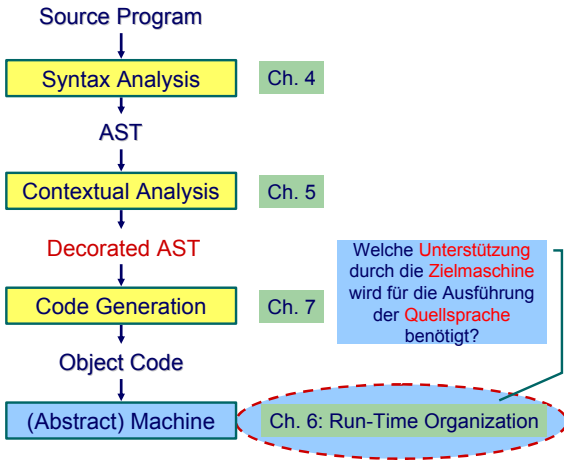 Source Program
Syntax Analysis
Ch. 4
AST
Contextual Analysis
Ch. 5
Decorated AST
Welche Unterstützung
durch die Zielmaschine
wird für die Ausführung
der Quellsprache
benötigt?
Code Generation
Ch. 7
Object Code
(Abstract) Machine
Ch. 6: Run-Time Organization